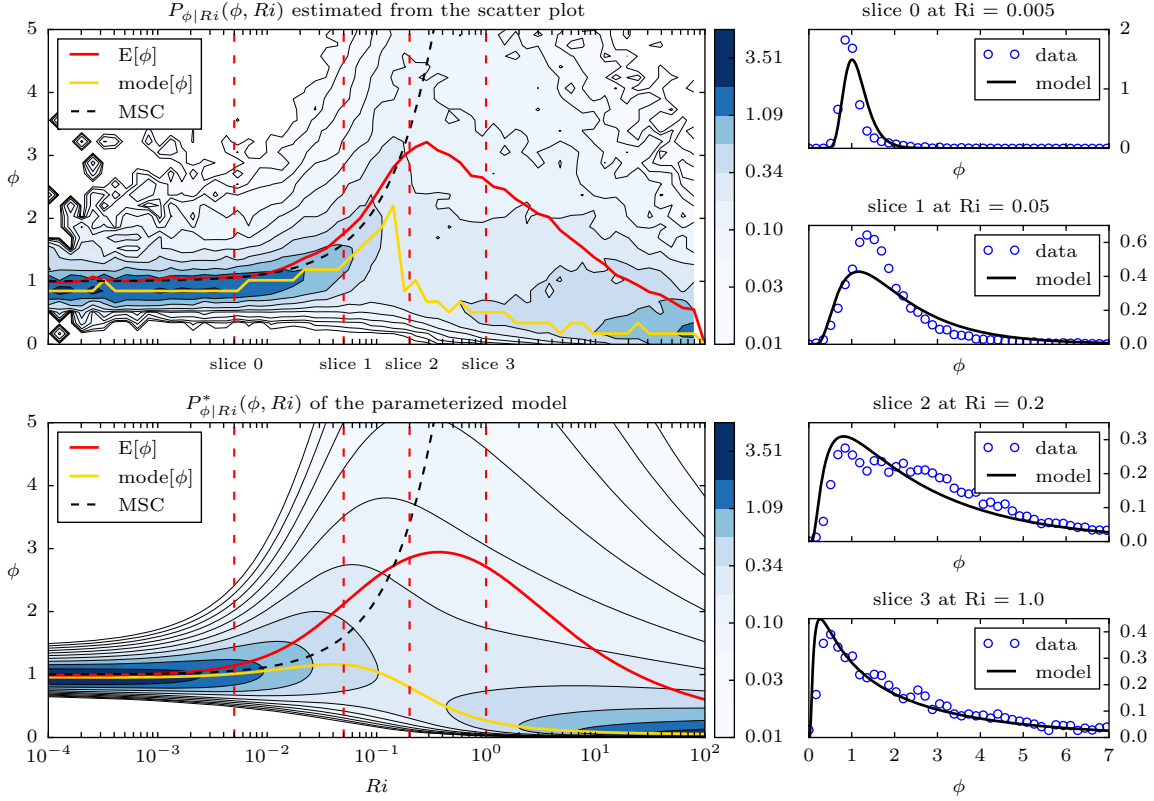 P_{ϕ|Ri}(ϕ, Ri) estimated from the scatter plot
5
4
3
2
1
0
ϕ
E[ϕ]
mode[ϕ]
MSC
slice 0
slice 1
slice 2
slice 3
3.51
1.09
0.34
0.10
0.03
0.01
P*_{ϕ|Ri}(ϕ, Ri) of the parameterized model
5
4
3
2
1
0
ϕ
E[ϕ]
mode[ϕ]
MSC
10^{-4}
10^{-3}
10^{-2}
10^{-1}
10^{0}
10^{1}
10^{2}
Ri
3.51
1.09
0.34
0.10
0.03
0.01
slice 0 at Ri = 0.005
data
model
2
1
0
ϕ
slice 1 at Ri = 0.05
data
model
0.6
0.4
0.2
0.0
slice 2 at Ri = 0.2
data
model
0.3
0.2
0.1
0.0
ϕ
slice 3 at Ri = 1.0
data
model
0.4
0.3
0.2
0.1
0.0
0 1 2 3 4 5 6 7
ϕ